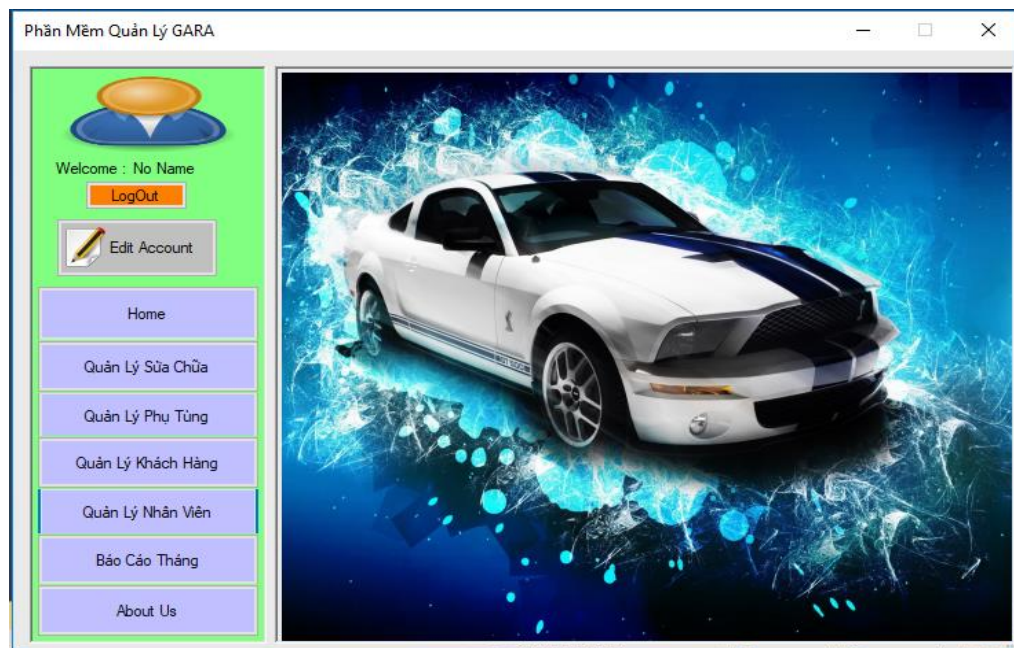 Phần Mềm Quản Lý GARA
Welcome : No Name
LogOut
Edit Account
Home
Quản Lý Sửa Chữa
Quản Lý Phụ Tùng
Quản Lý Khách Hàng
Quản Lý Nhân Viên
Báo Cáo Tháng
About Us